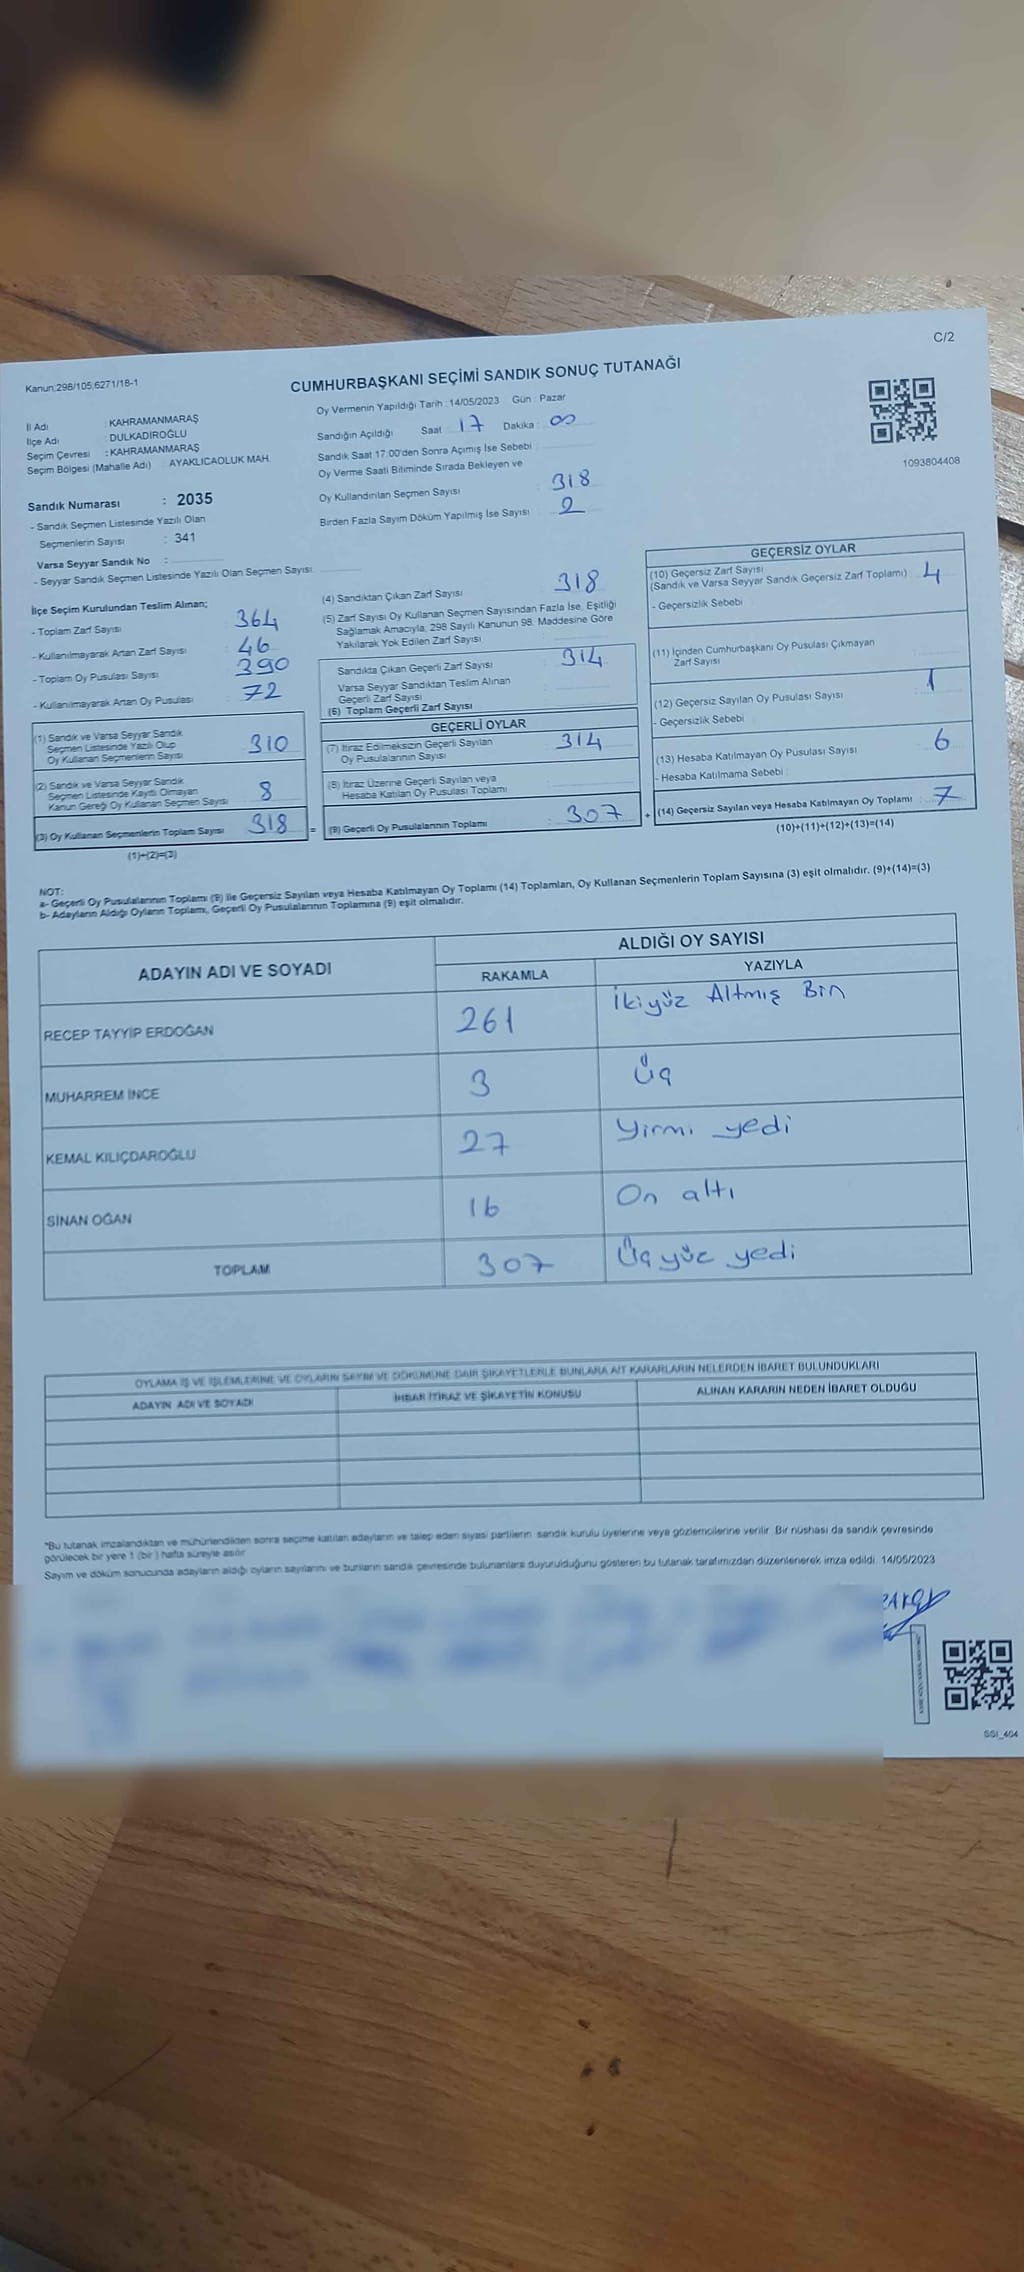 C/2
Kanun:298/105,6271/18-1
CUMHURBAŞKANI SEÇİMİ SANDIK SONUÇ TUTANAĞI
İl Adı : KAHRAMANMARAŞ
İlçe Adı : DULKADİROĞLU
Seçim Çevresi : KAHRAMANMARAŞ
Seçim Bölgesi (Mahalle Adı) : AYAKLICAOLUK MAH.
Sandık Numarası : 2035
- Sandık Seçmen Listesinde Yazılı Olan
Seçmenlerin Sayısı : 341
Varsa Seyyar Sandık No :
- Seyyar Sandık Seçmen Listesinde Yazılı Olan Seçmen Sayısı:
Oy Vermenin Yapıldığı Tarih : 14/05/2023 Gün : Pazar
Sandığın Açıldığı Saat : 17 Dakika : 00
Sandık Saat 17:00'den Sonra Açımış İse Sebebi :
Oy Verme Saati Bitiminde Sırada Bekleyen ve
Oy Kullandırılan Seçmen Sayısı : 318
Birden Fazla Sayım Döküm Yapılmış İse Sayısı : 2
1093804408
İlçe Seçim Kurulundan Teslim Alınan;
- Toplam Zarf Sayısı : 364
- Kullanılmayarak Artan Zarf Sayısı : 46
- Toplam Oy Pusulası Sayısı : 390
- Kullanılmayarak Artan Oy Pusulası : 72
(1) Sandık ve Varsa Seyyar Sandık
Seçmen Listesinde Yazılı Olup
Oy Kullanan Seçmenlerin Sayısı : 310
(2) Sandık ve Varsa Seyyar Sandık
Seçmen Listesinde Kayıtlı Olmayan
Kanun Gereği Oy Kullanan Seçmen Sayısı : 8
(3) Oy Kullanan Seçmenlerin Toplam Sayısı : 318
(1)+(2)=(3)
(4) Sandıktan Çıkan Zarf Sayısı : 318
(5) Zarf Sayısı Oy Kullanan Seçmen Sayısından Fazla İse, Eşitliği
Sağlamak Amacıyla, 298 Sayılı Kanunun 98. Maddesine Göre
Yakılarak Yok Edilen Zarf Sayısı :
Sandıkta Çıkan Geçerli Zarf Sayısı : 314
Varsa Seyyar Sandıktan Teslim Alınan
Geçerli Zarf Sayısı :
(6) Toplam Geçerli Zarf Sayısı
GEÇERLİ OYLAR
(7) İtiraz Edilmeksizin Geçerli Sayılan
Oy Pusulalarının Sayısı : 314
(8) İtiraz Üzerine Geçerli Sayılan veya
Hesaba Katılan Oy Pusulası Toplamı :
= (9) Geçerli Oy Pusulalarının Toplamı : 307
GEÇERSİZ OYLAR
(10) Geçersiz Zarf Sayısı
(Sandık ve Varsa Seyyar Sandık Geçersiz Zarf Toplamı) : 4
- Geçersizlik Sebebi
(11) İçinden Cumhurbaşkanı Oy Pusulası Çıkmayan
Zarf Sayısı :
(12) Geçersiz Sayılan Oy Pusulası Sayısı : 1
- Geçersizlik Sebebi
(13) Hesaba Katılmayan Oy Pusulası Sayısı : 6
- Hesaba Katılmama Sebebi :
+ (14) Geçersiz Sayılan veya Hesaba Katılmayan Oy Toplamı : 7
(10)+(11)+(12)+(13)=(14)
NOT:
a- Geçerli Oy Pusulalarının Toplamı (9) ile Geçersiz Sayılan veya Hesaba Katılmayan Oy Toplamı (14) Toplamları, Oy Kullanan Seçmenlerin Toplam Sayısına (3) eşit olmalıdır. (9)+(14)=(3)
b- Adayların Aldığı Oyların Toplamı, Geçerli Oy Pusulalarının Toplamına (9) eşit olmalıdır.
ADAYIN ADI VE SOYADI
ALDIĞI OY SAYISI
RAKAMLA YAZIYLA
RECEP TAYYİP ERDOĞAN 261 İkiyüz Altmış Bin
MUHARREM İNCE 3 Üç
KEMAL KILIÇDAROĞLU 27 Yirmi yedi
SİNAN OĞAN 16 On altı
TOPLAM 307 Üçyüz yedi
OYLAMA İŞ VE İŞLEMLERİNE VE OYLARIN SAYIM VE DÖKÜMÜNE DAİR ŞİKAYETLERLE BUNLARA AİT KARARLARIN NELERDEN İBARET BULUNDUKLARI
ADAYIN ADI VE SOYADI İHBAR İTİRAZ VE ŞİKAYETİN KONUSU ALINAN KARARIN NEDEN İBARET OLDUĞU
*Bu tutanak imzalandıktan ve mühürlendikten sonra seçime katılan adayların ve talep eden siyasi partilerin sandık kurulu üyelerine veya gözlemcilerine verilir. Bir nüshası da sandık çevresinde
görülecek bir yere 1 (bir) hafta süreyle asılır.
Sayım ve döküm sonucunda adayların aldığı oyların sayılarını ve bunların sandık çevresinde bulunanlara duyurulduğunu gösteren bu tutanak tarafımızdan düzenlenerek imza edildi. 14/05/2023
SSI_404